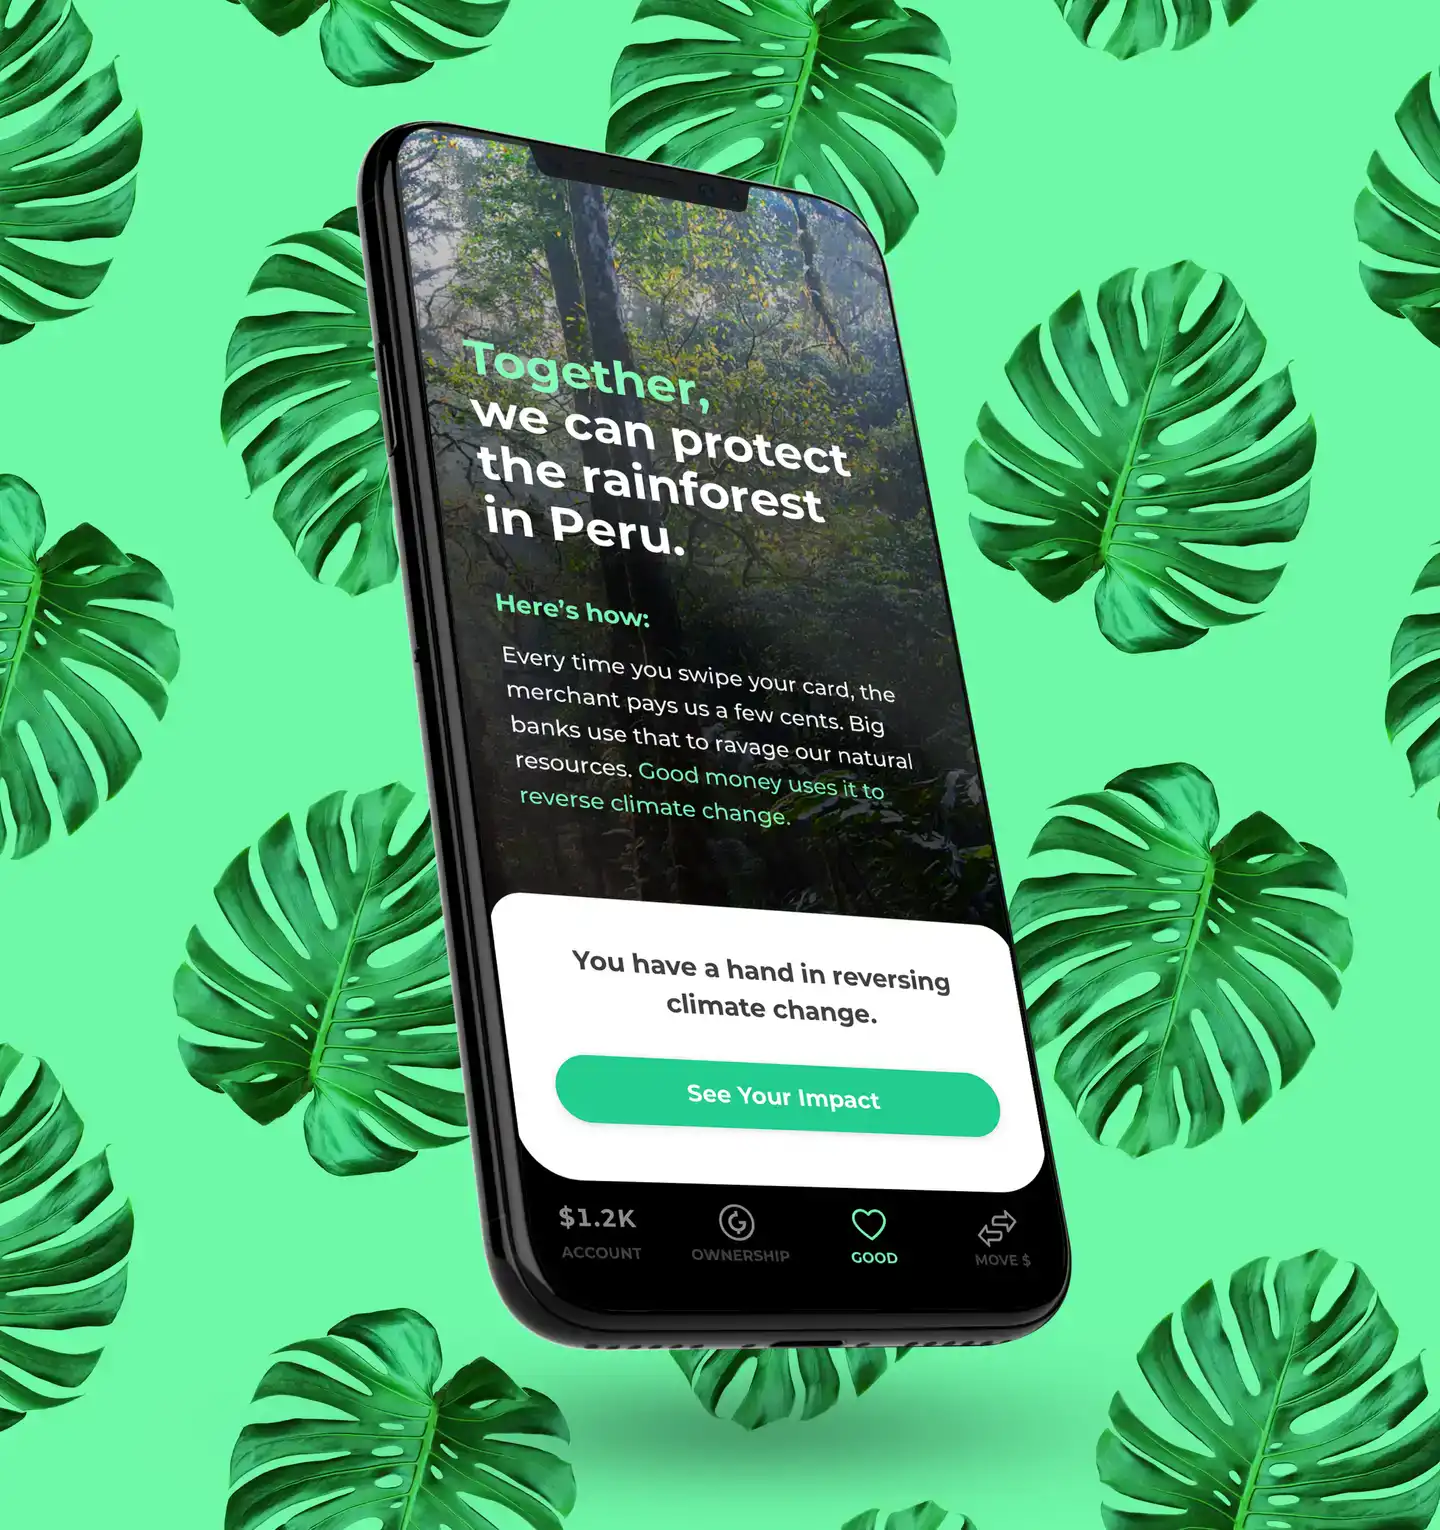 Together,
we can protect
the rainforest
in Peru.
Here's how:
Every time you swipe your card, the
merchant pays us a few cents. Big
banks use that to ravage our natural
resources. Good money uses it to
reverse climate change.
You have a hand in reversing
climate change.
See Your Impact
$1.2K
ACCOUNT
G
OWNERSHIP
GOOD
MOVE $